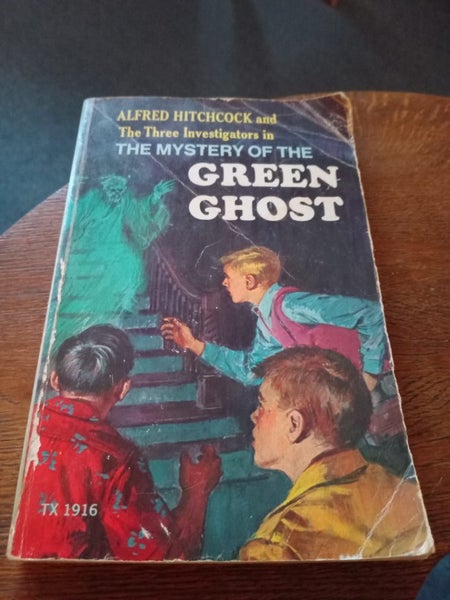 ALFRED HITCHCOCK and
The Three Investigators in
THE MYSTERY OF THE
GREEN
GHOST
TX 1916